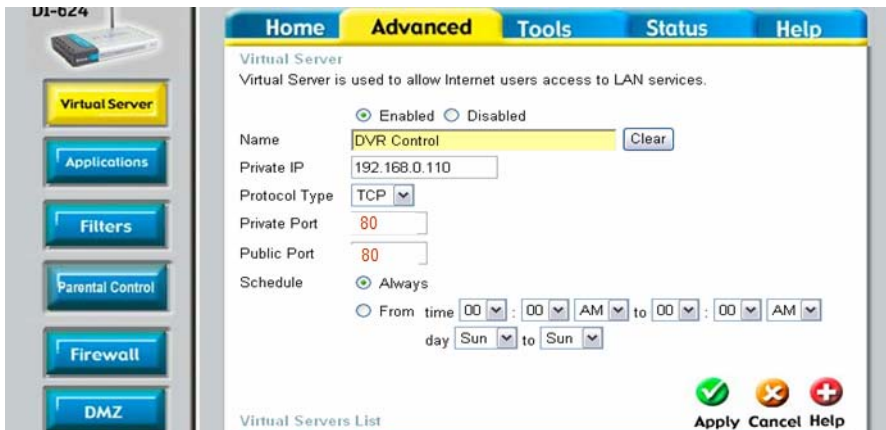 DI-624
Home Advanced Tools Status Help
Virtual Server
Virtual Server is used to allow Internet users access to LAN services.
Virtual Server
Enabled Disabled
Name DVR Control Clear
Applications
Private IP 192.168.0.110
Protocol Type TCP
Filters
Private Port 80
Public Port 80
Parental Control
Schedule Always
From time 00 : 00 AM to 00 : 00 AM
day Sun to Sun
Firewall
DMZ
Apply Cancel Help
Virtual Servers List